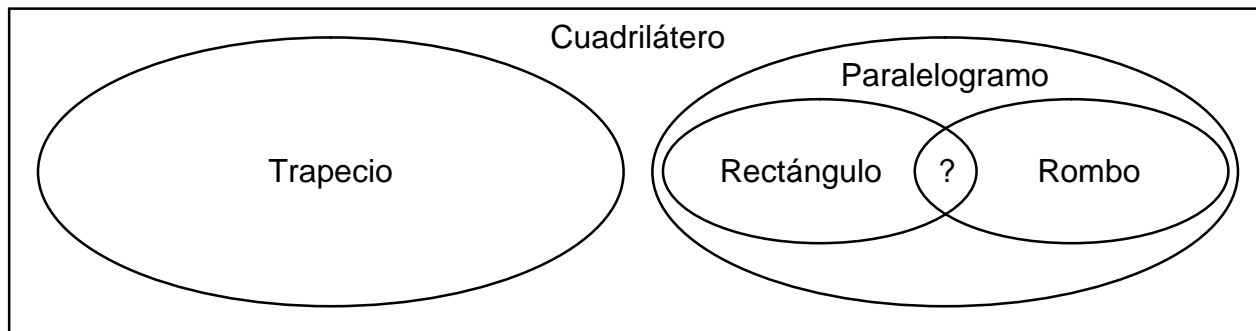 Cuadrilátero
Paralelogramo
Trapecio
Rectángulo
?
Rombo